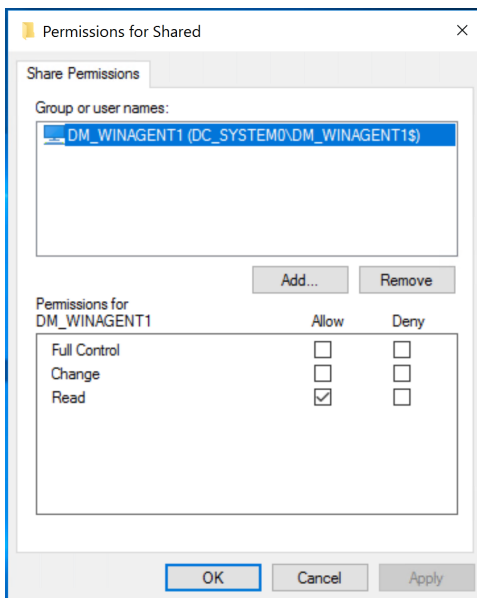 Permissions for Shared
Share Permissions
Group or user names:
DM_WINAGENT1 (DC_SYSTEM0\DM_WINAGENT1$)
Add... Remove
Permissions for
DM_WINAGENT1 Allow Deny
Full Control
Change
Read
OK Cancel Apply